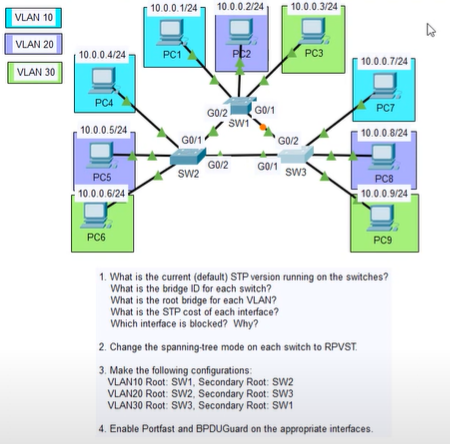 VLAN 10
VLAN 20
VLAN 30
10.0.0.1/24
10.0.0.2/24
10.0.0.3/24
PC1
PC2
PC3
10.0.0.4/24
PC4
10.0.0.7/24
PC7
G0/2
G0/1
SW1
10.0.0.5/24
PC5
G0/1
SW2
G0/2
G0/1
G0/2
SW3
10.0.0.8/24
PC8
10.0.0.6/24
PC6
10.0.0.9/24
PC9
1. What is the current (default) STP version running on the switches?
What is the bridge ID for each switch?
What is the root bridge for each VLAN?
What is the STP cost of each interface?
Which interface is blocked? Why?
2. Change the spanning-tree mode on each switch to RPVST.
3. Make the following configurations:
VLAN10 Root: SW1, Secondary Root: SW2
VLAN20 Root: SW2, Secondary Root: SW3
VLAN30 Root: SW3, Secondary Root: SW1
4. Enable Portfast and BPDUGuard on the appropriate interfaces.